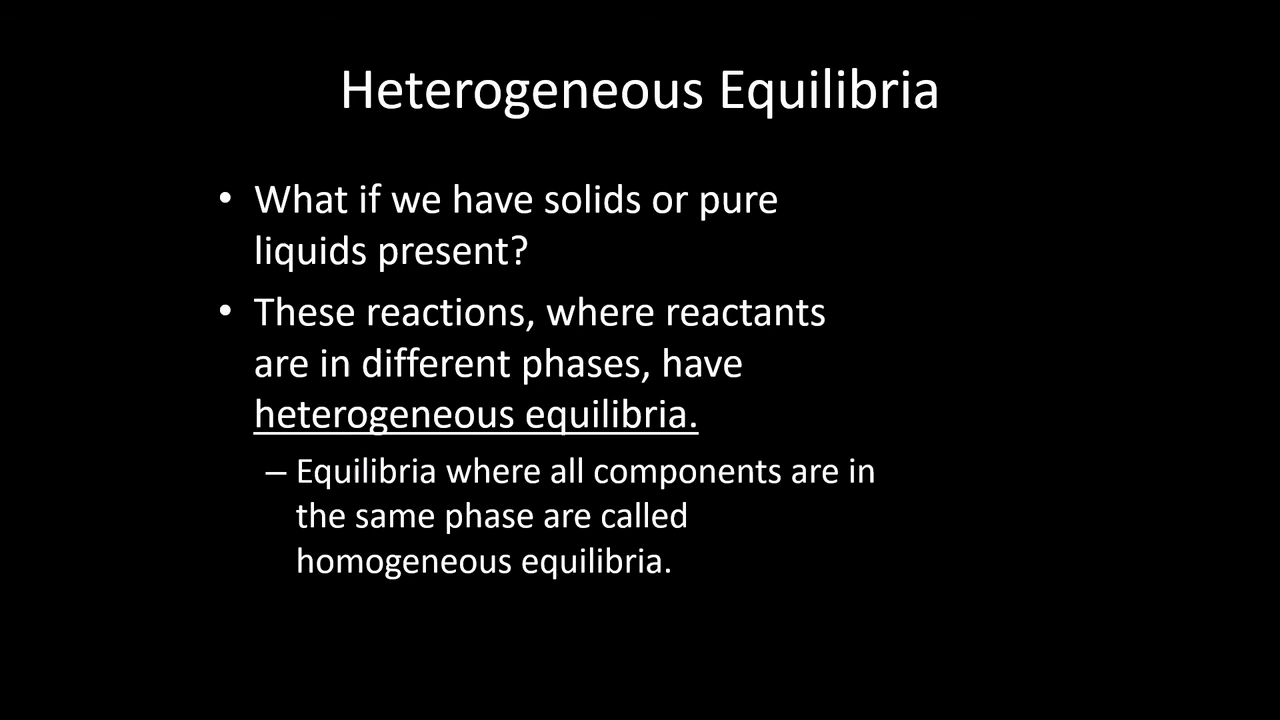 Heterogeneous Equilibria
• What if we have solids or pure
liquids present?
• These reactions, where reactants
are in different phases, have
heterogeneous equilibria.
– Equilibria where all components are in
the same phase are called
homogeneous equilibria.